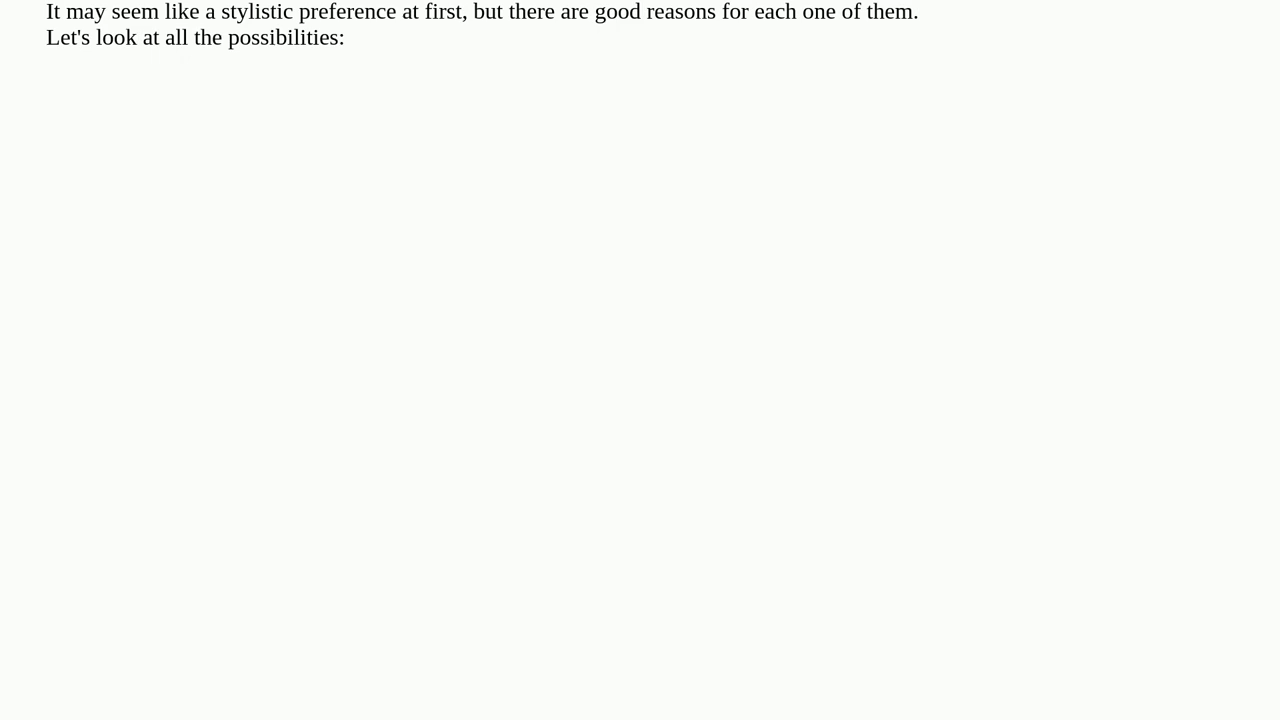 It may seem like a stylistic preference at first, but there are good reasons for each one of them.
Let's look at all the possibilities: